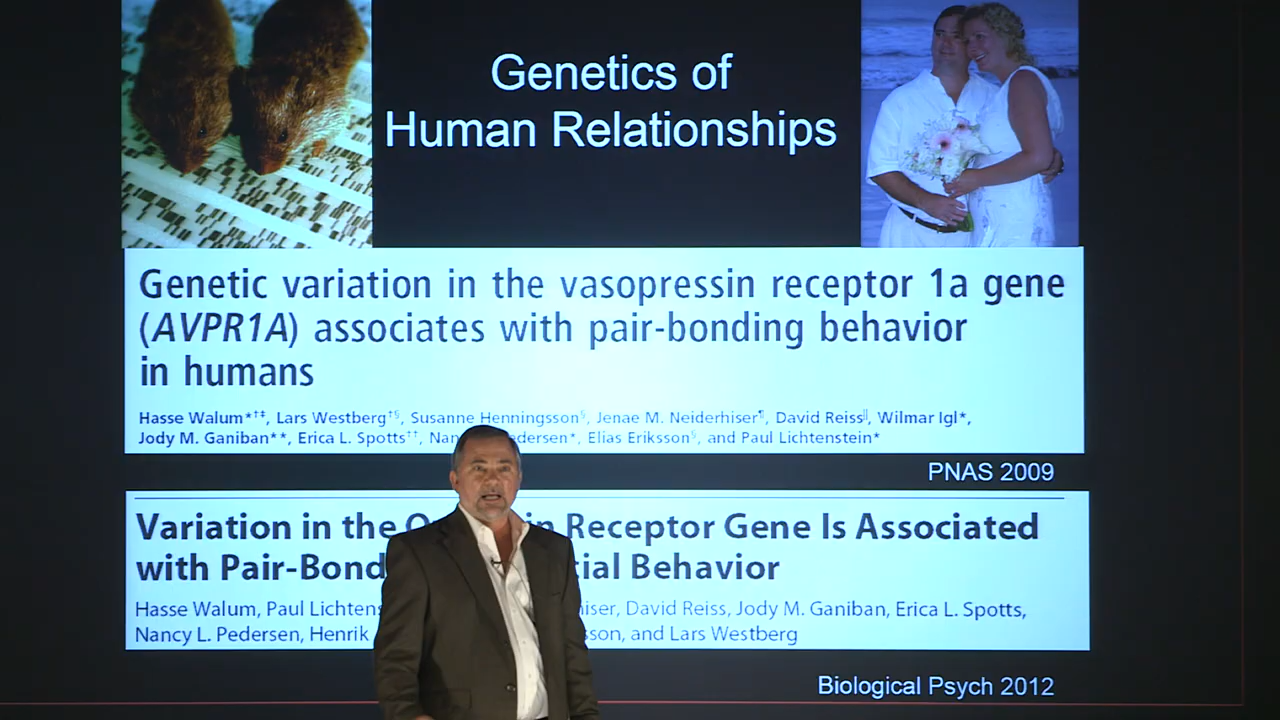 Genetics of
Human Relationships
Genetic variation in the vasopressin receptor 1a gene
(AVPR1A) associates with pair-bonding behavior
in humans
Hasse Walum*†‡, Lars Westberg†§, Susanne Henningsson§, Jenae M. Neiderhiser¶, David Reiss‖, Wilmar Igl*,
Jody M. Ganiban**, Erica L. Spotts††, Nan edersen*, Elias Eriksson§, and Paul Lichtenstein*
PNAS 2009
Variation in the O in Receptor Gene Is Associated
with Pair-Bond cial Behavior
Hasse Walum, Paul Lichtens iser, David Reiss, Jody M. Ganiban, Erica L. Spotts,
Nancy L. Pedersen, Henrik sson, and Lars Westberg
Biological Psych 2012